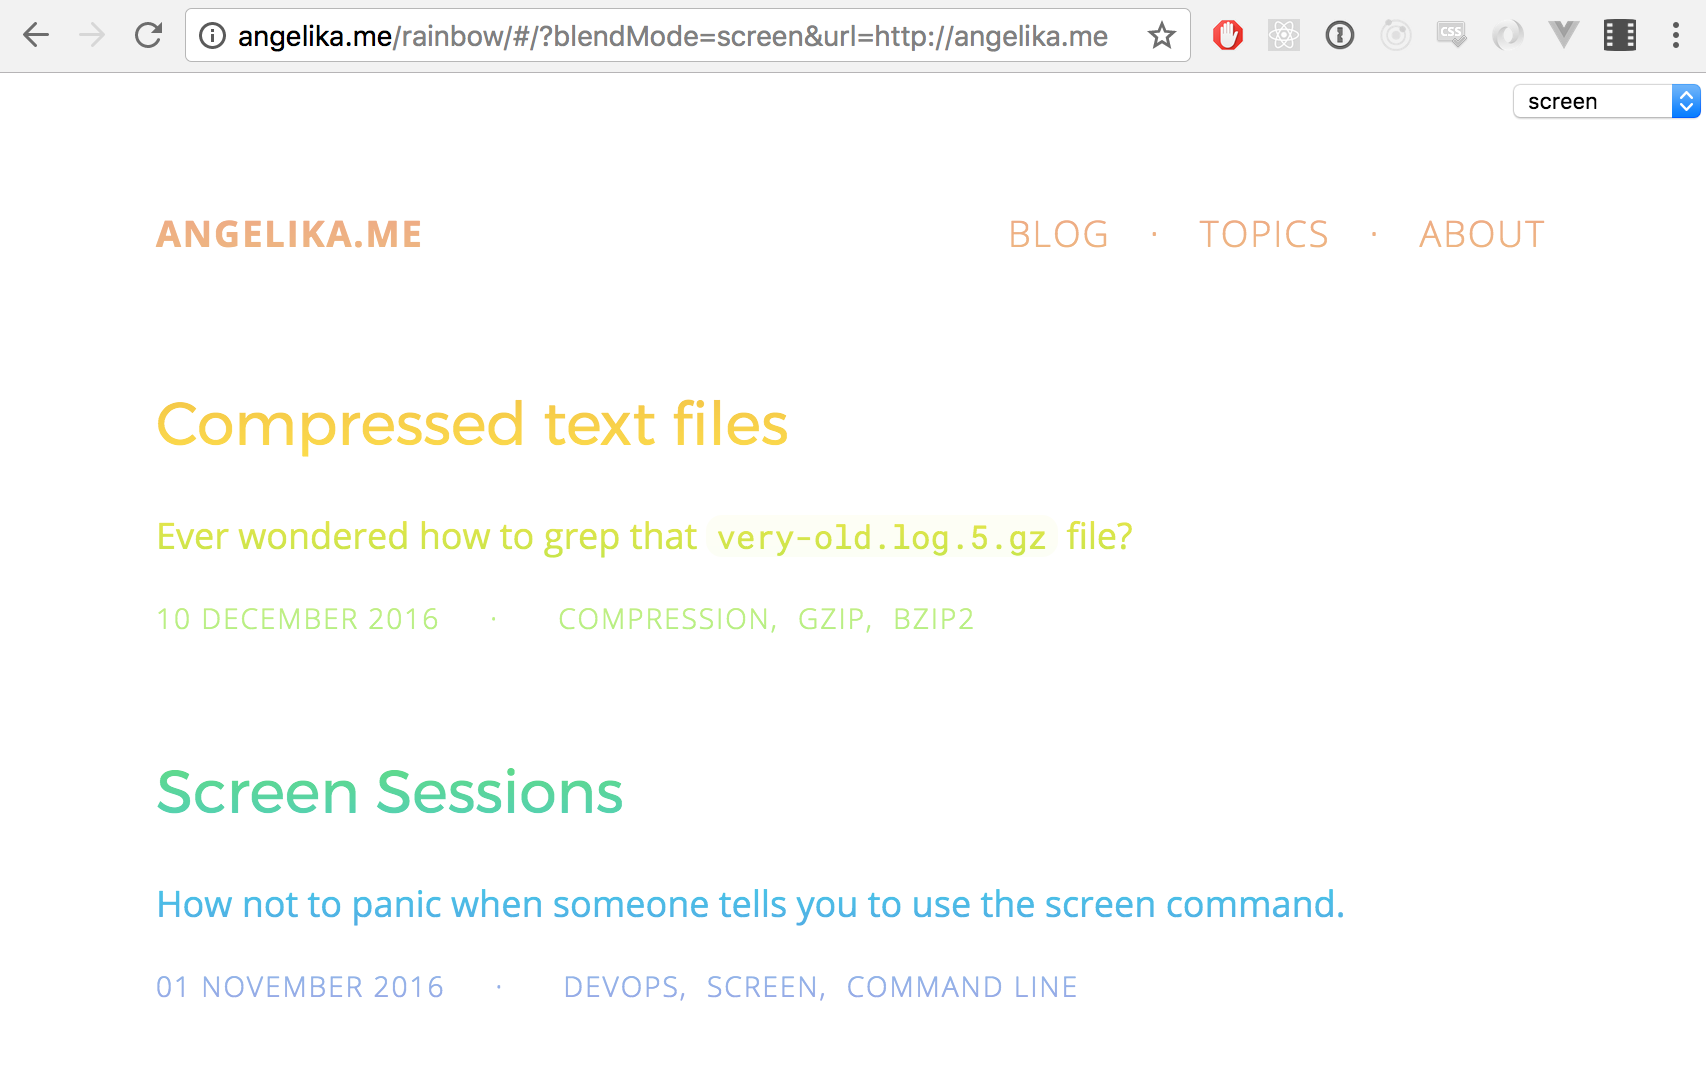 angelika.me/rainbow/#/?blendMode=screen&url=http://angelika.me
CSS
screen
ANGELIKA.ME BLOG · TOPICS · ABOUT
Compressed text files
Ever wondered how to grep that very-old.log.5.gz file?
10 DECEMBER 2016 · COMPRESSION, GZIP, BZIP2
Screen Sessions
How not to panic when someone tells you to use the screen command.
01 NOVEMBER 2016 · DEVOPS, SCREEN, COMMAND LINE